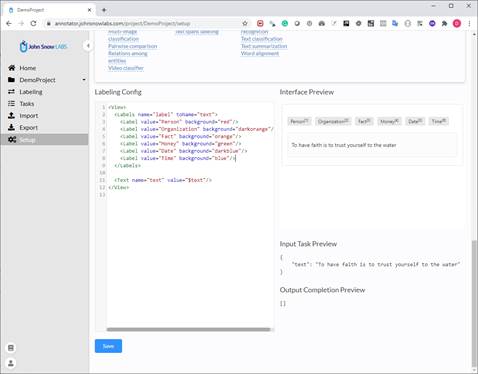 DemoProject
annotator.johnsnowlabs.com/project/DemoProject/setup
John Snow LABS
Home
DemoProject
Labeling
Tasks
Import
Export
Setup
Multi-image
classification
Pairwise comparison
Relations among
entities
Video classifier
Text spans labeling
recognition
Text classification
Text summarization
Word alignment
Labeling Config
1 <View>
2 <Labels name="label" toName="text">
3 <Label value="Person" background="red"/>
4 <Label value="Organization" background="darkorange"/
5 <Label value="Fact" background="orange"/>
6 <Label value="Money" background="green"/>
7 <Label value="Date" background="darkblue"/>
8 <Label value="Time" background="blue"/>
9 </Labels>
10
11 <Text name="text" value="$text"/>
12 </View>
13
Save
Interface Preview
Person[1] Organization[2] Fact[3] Money[4] Date[5] Time[6]
To have faith is to trust yourself to the water
Input Task Preview
{
"text": "To have faith is to trust yourself to the water"
}
Output Completion Preview
[]